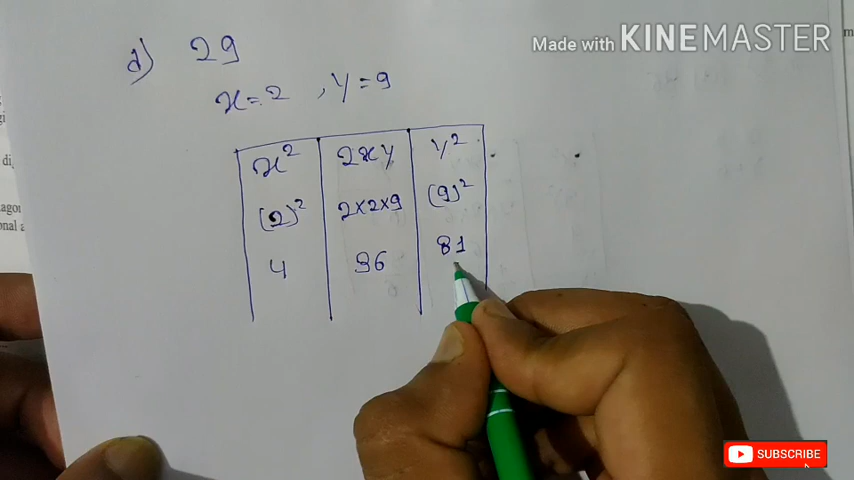 Made with KINEMASTER
d) 29
x = 2 , y = 9
x² 2xy y²
(2)² 2×2×9 (9)²
4 36 81
SUBSCRIBE